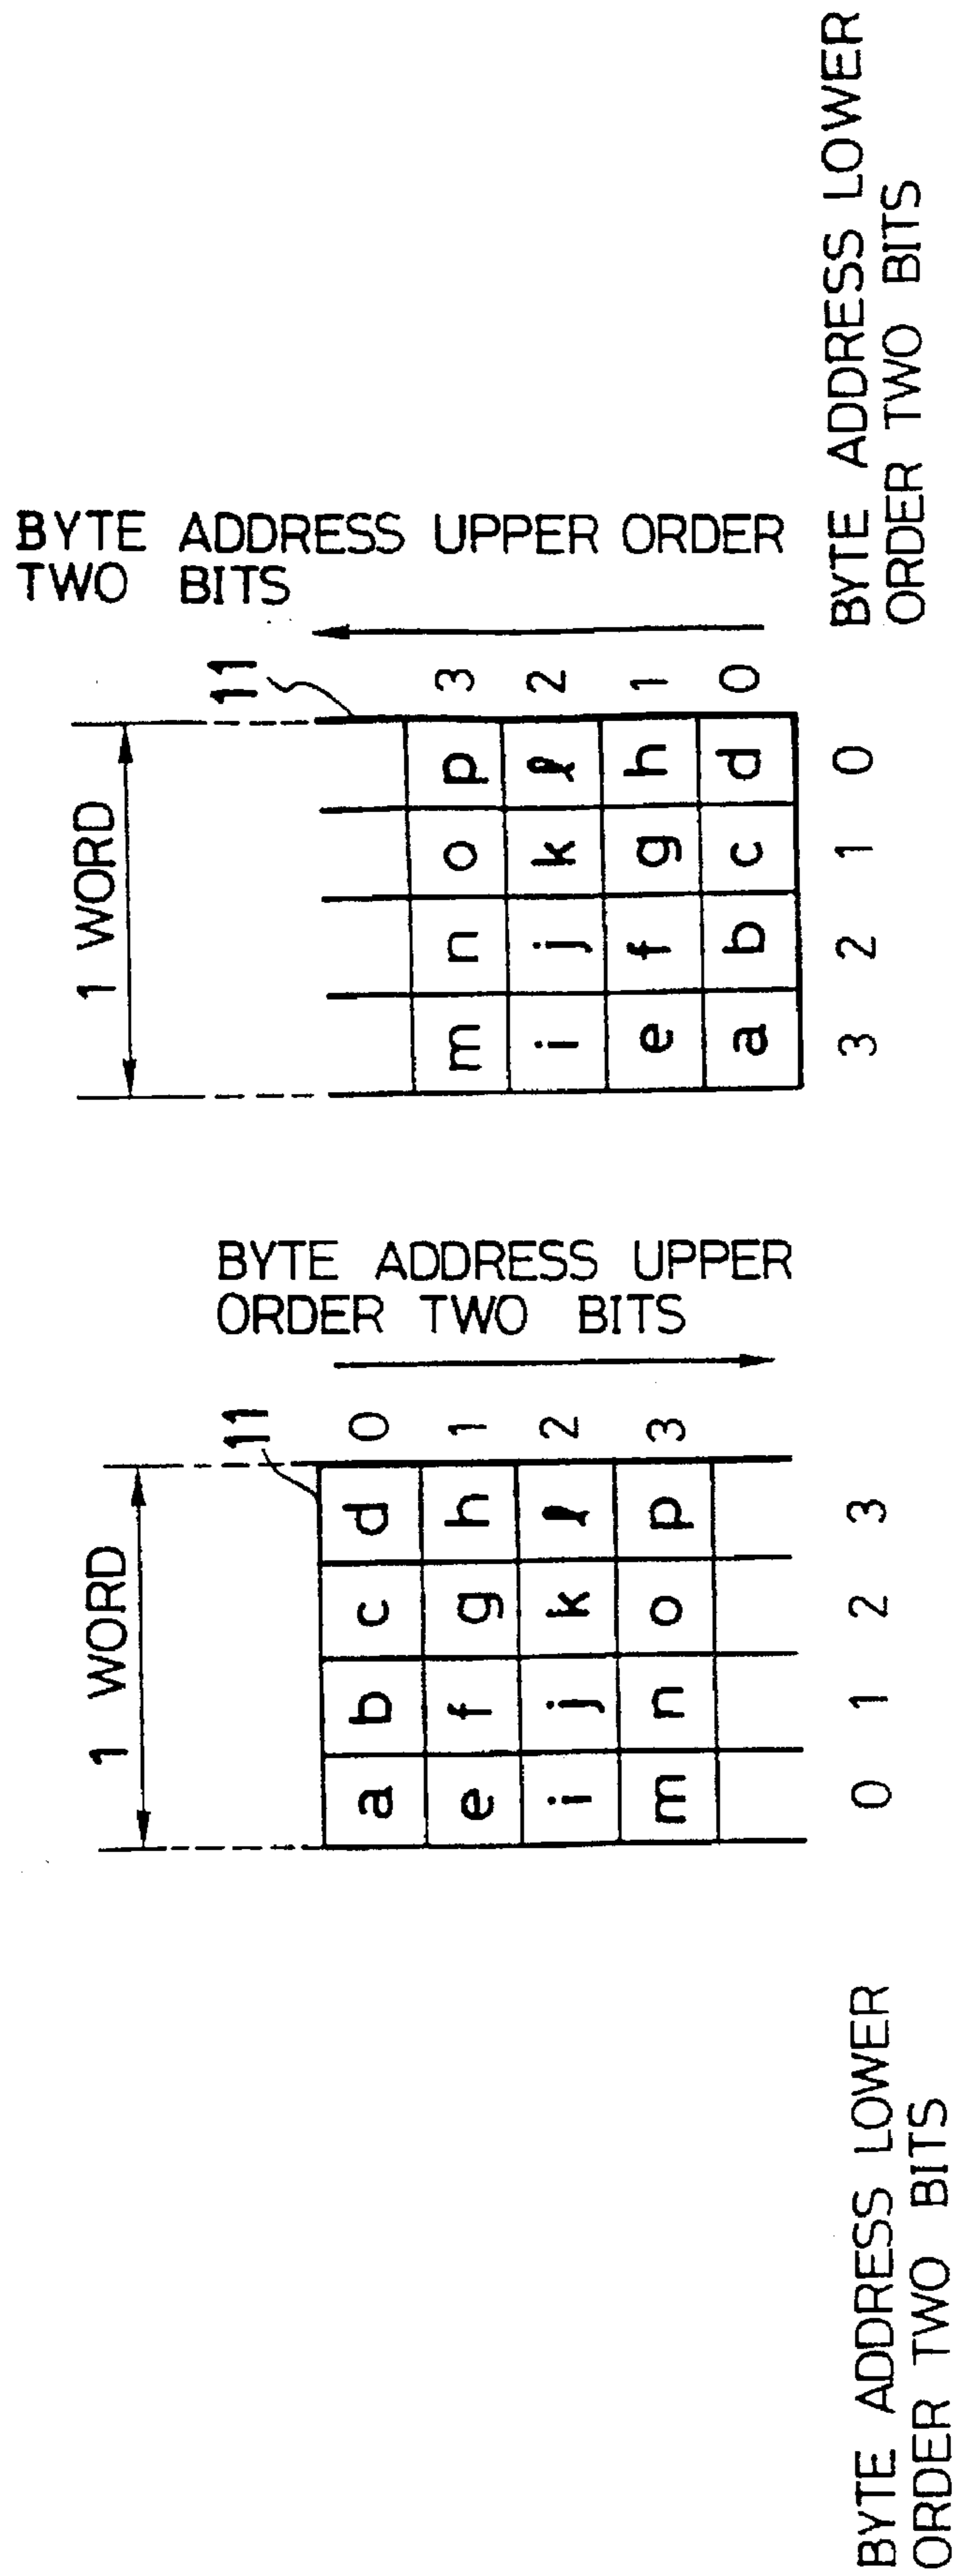 1 WORD
11
a b c d 0
e f g h 1
i j k ℓ 2
m n o p 3
0 1 2 3
BYTE ADDRESS UPPER
ORDER TWO BITS
BYTE ADDRESS LOWER
ORDER TWO BITS
1 WORD
11
m n o p 3
i j k ℓ 2
e f g h 1
a b c d 0
3 2 1 0
BYTE ADDRESS UPPER ORDER
TWO BITS
BYTE ADDRESS LOWER
ORDER TWO BITS